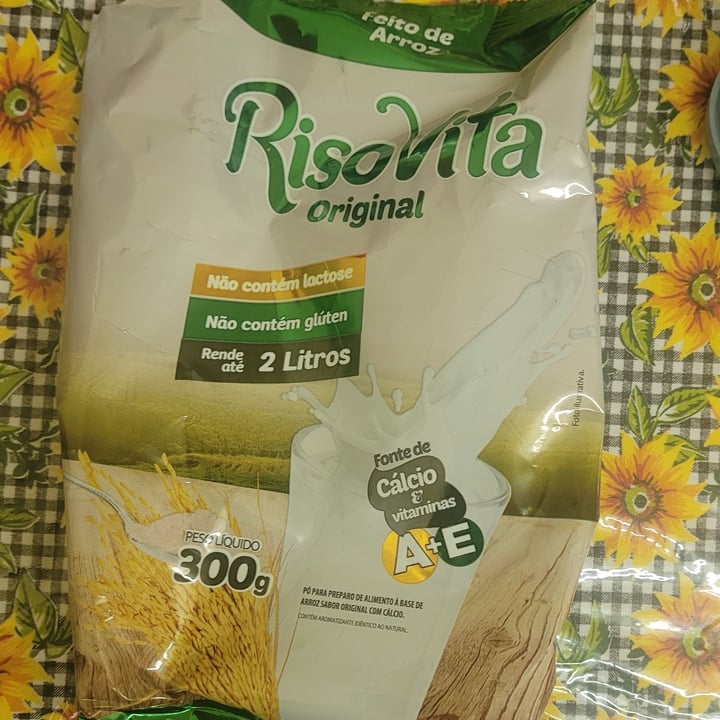 Feito de
Arroz
RisoVita
Original
Não contém lactose
Não contém glúten
Rende
até 2 Litros
Foto ilustrativa.
Fonte de
Cálcio
&
vitaminas
A+E
PESO LÍQUIDO
300g
PÓ PARA PREPARO DE ALIMENTO À BASE DE
ARROZ SABOR ORIGINAL COM CÁLCIO.
CONTÉM AROMATIZANTE IDÊNTICO AO NATURAL.